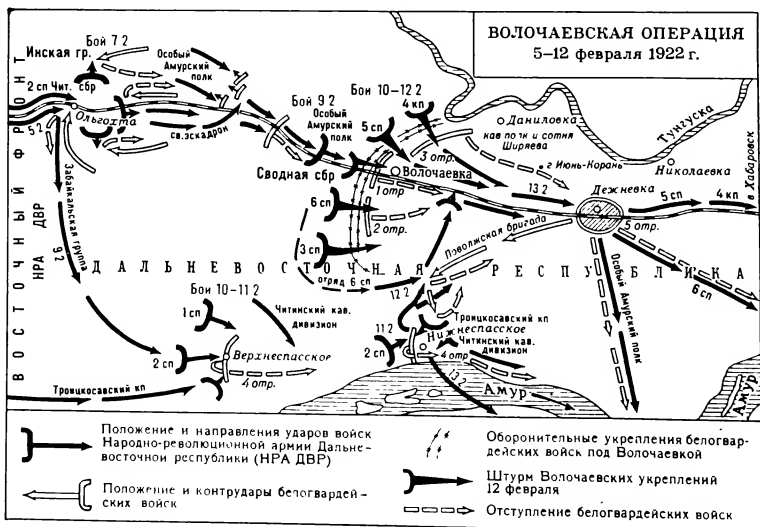 ВОЛОЧАЕВСКАЯ ОПЕРАЦИЯ
5–12 февраля 1922 г.
Бой 7 2
Инская гр.
Особый
Амурский
полк
2 сп Чит. сбр
Ольгохта
5 2
св. эскадрон
Бой 9 2
Особый
Амурский
полк
Сводная сбр
Бои 10–12 2
4 кп
5 сп
3 отр.
Волочаевка
1 отр
6 сп
2 отр.
3 сп
отряд 6 сп
Даниловка
кав полк и сотня
Ширяева
г Июнь-Корань
Тунгуска
Николаевка
в Хабаровск
13 2
Дежневка
5 сп
4 кп
5 отр.
6 сп
Особый Амурский полк
Поволжская бригада
12 2
ВОСТОЧНЫЙ ФРОНТ
НРА ДВР
Забайкальская группа
9 2
ДАЛЬНЕВОСТОЧНАЯ РЕСПУБЛИКА
Бои 10–11 2
1 сп
Читинский кав.
дивизион
2 сп
Верхнеспасское
4 отр.
Троицкосавский кп
Троицкосавский кп
11 2
Нижнеспасское
Читинский кав.
дивизион
2 сп
4 отр
13 2
Амур
Амур
Положение и направления ударов войск
Народно-революционной армии Дальне-
восточной республики (НРА ДВР)
Положение и контрудары белогвардей-
ских войск
Оборонительные укрепления белогвар-
дейских войск под Волочаевкой
Штурм Волочаевских укреплений
12 февраля
Отступление белогвардейских войск